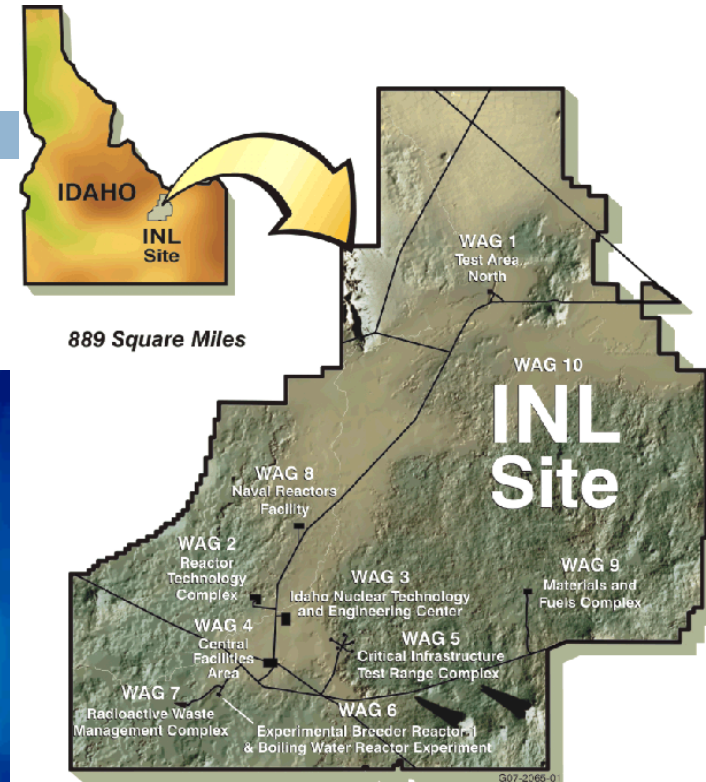 IDAHO
INL
Site
889 Square Miles
WAG 1
Test Area
North
WAG 10
INL
Site
WAG 8
Naval Reactors
Facility
WAG 2
Reactor
Technology
Complex
WAG 3
Idaho Nuclear Technology
and Engineering Center
WAG 9
Materials and
Fuels Complex
WAG 4
Central
Facilities
Area
WAG 5
Critical Infrastructure
Test Range Complex
WAG 7
Radioactive Waste
Management Complex
WAG 6
Experimental Breeder Reactor-I
& Boiling Water Reactor Experiment
G07-2065-01